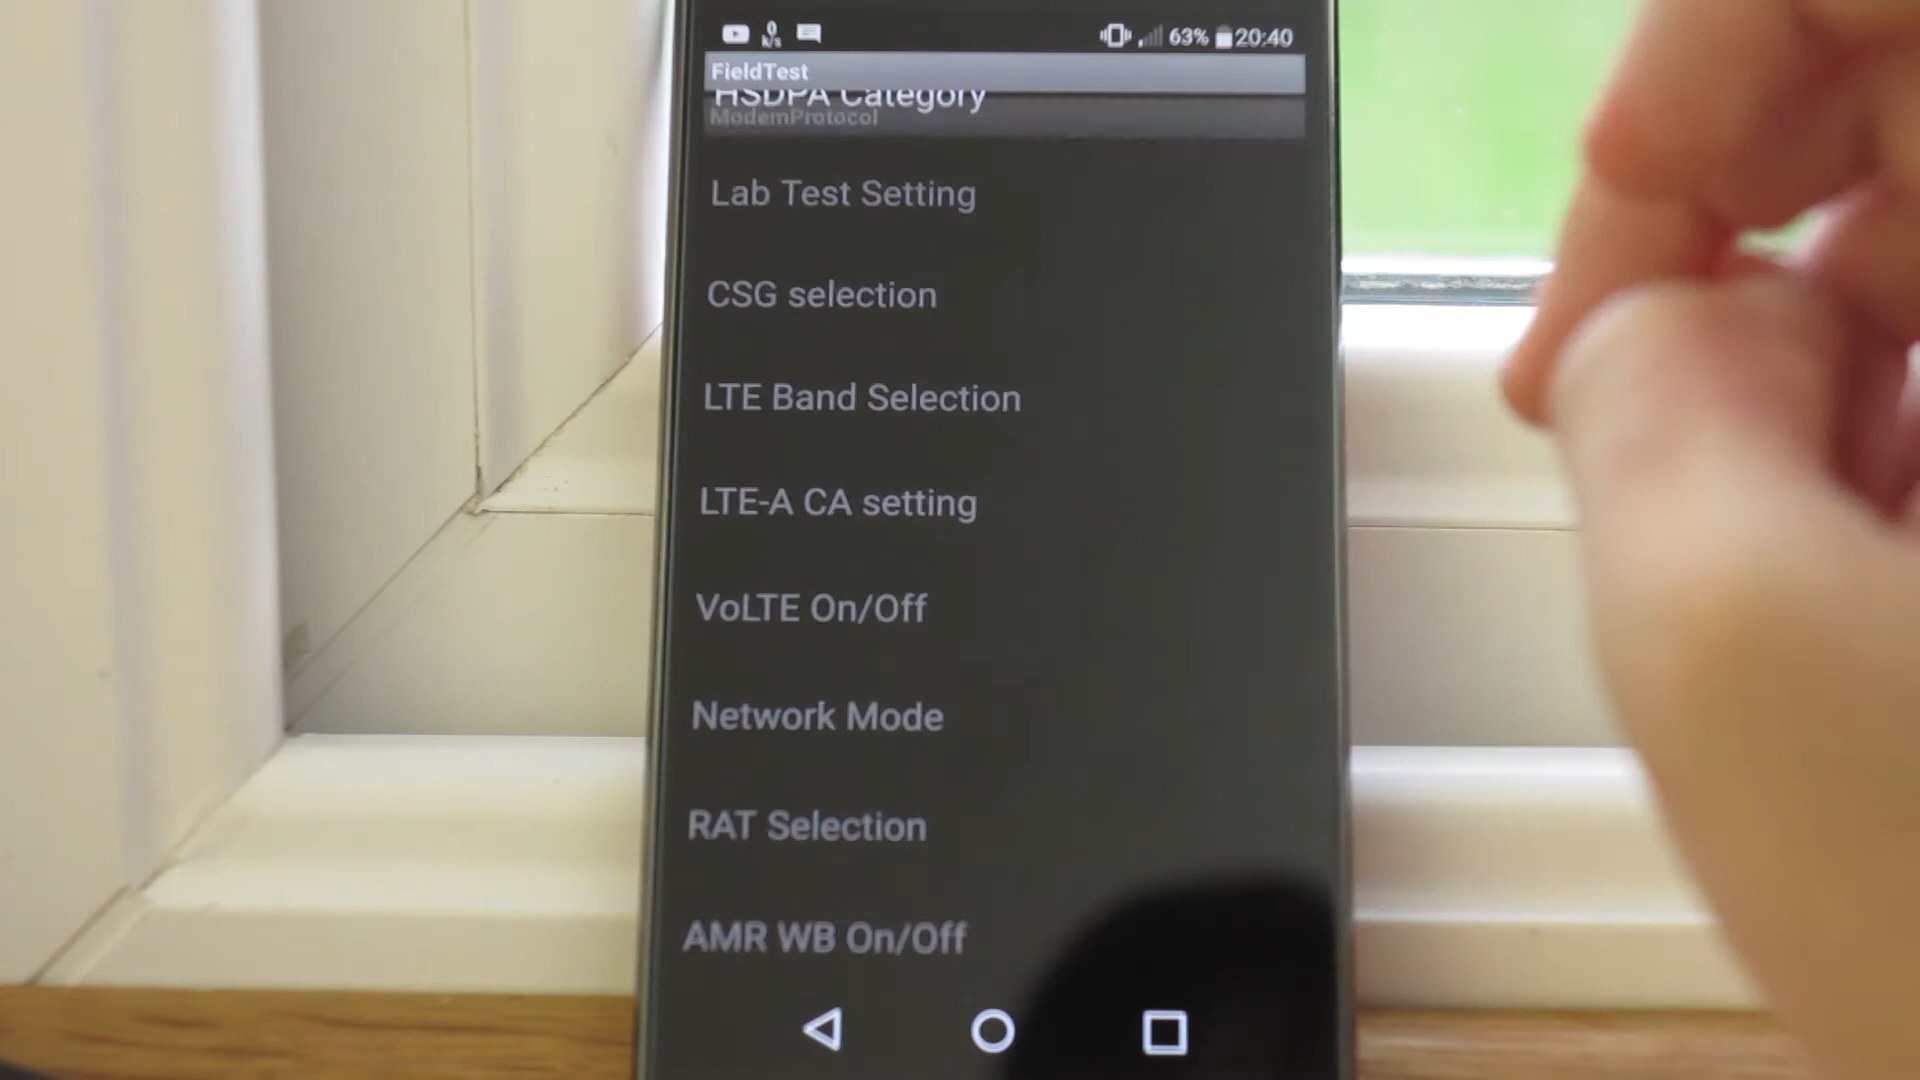 0 K/s 63% 20:40
FieldTest
HSDPA Category
ModemProtocol
Lab Test Setting
CSG selection
LTE Band Selection
LTE-A CA setting
VoLTE On/Off
Network Mode
RAT Selection
AMR WB On/Off